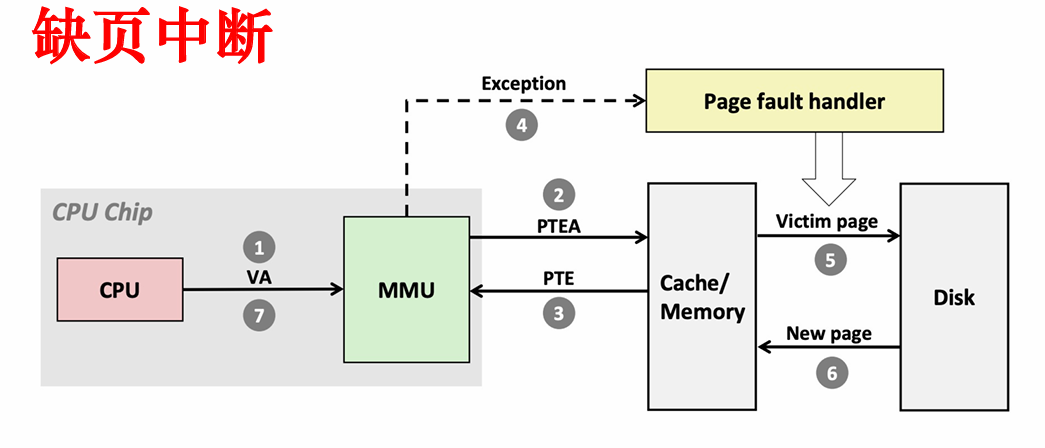 缺页中断
Exception
4
Page fault handler
CPU Chip
CPU
1
VA
7
MMU
2
PTEA
PTE
3
Cache/
Memory
Victim page
5
New page
6
Disk